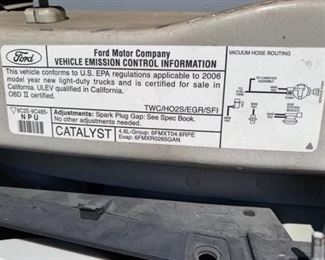 Ford
Ford Motor Company
VEHICLE EMISSION CONTROL INFORMATION
VACUUM HOSE ROUTING
This vehicle conforms to U.S. EPA regulations applicable to 2006
model year new light-duty trucks and is certified for sale in
California. ULEV qualified in California.
OBD II certified.
TWC/HO2S/EGR/SFI
6C2E-9C485-
NPU
Adjustments: Spark Plug Gap: See Spec Book.
No other adjustments needed.
CATALYST
4.6L-Group: 6FMXT04.6RPE
Evap: 6FMXR0265GAN